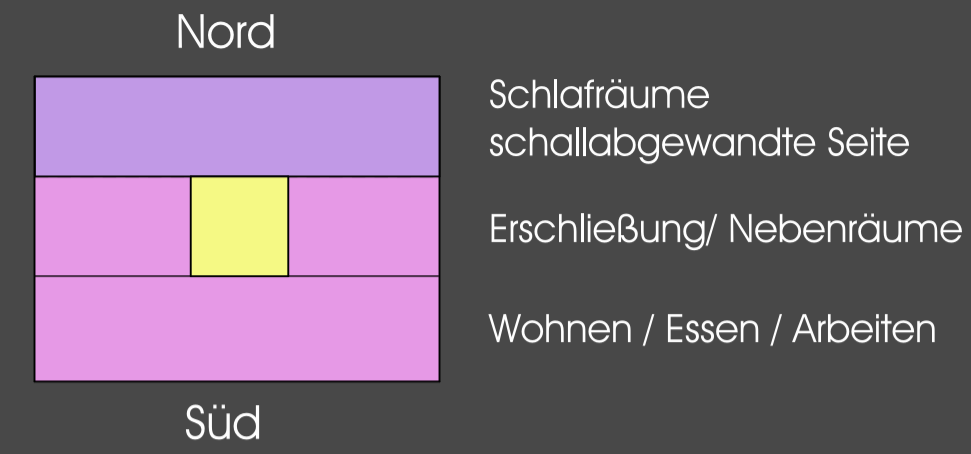 Nord
Schlafräume
schallabgewandte Seite
Erschließung/ Nebenräume
Wohnen / Essen / Arbeiten
Süd